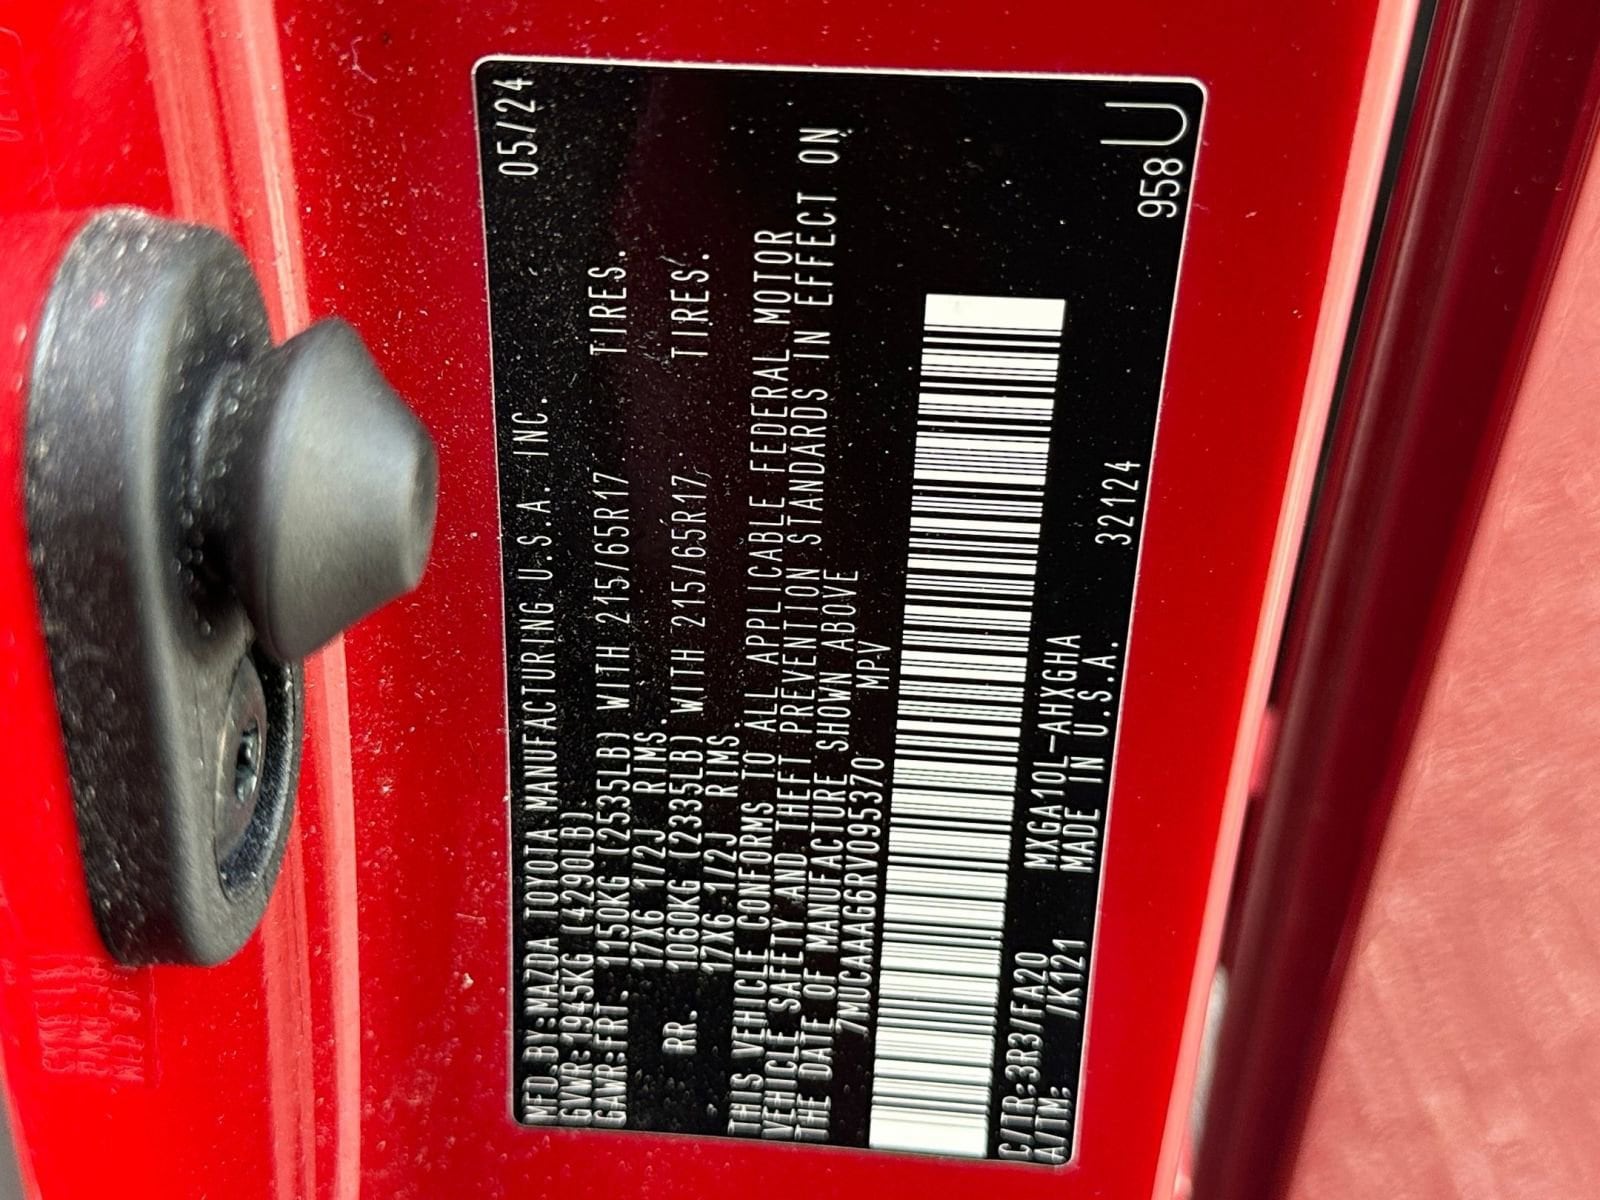 MFD.BY:MAZDA TOYOTA MANUFACTURING U.S.A. INC. 05/24
GVWR:1945KG (4290LB).
GAWR:FRT. 1150KG (2535LB) WITH 215/65R17 TIRES.
17X6 1/2J RIMS.
RR. 1060KG (2335LB) WITH 215/65R17 TIRES.
17X6 1/2J RIMS.
THIS VEHICLE CONFORMS TO ALL APPLICABLE FEDERAL MOTOR
VEHICLE SAFETY AND THEFT PREVENTION STANDARDS IN EFFECT ON
THE DATE OF MANUFACTURE SHOWN ABOVE
7MUCAAAG6RV095370 MPV
C/TR:3R3/FA20 MXGA10L-AHXGHA
A/TM: /K121 MADE IN U.S.A. 32124
958 U